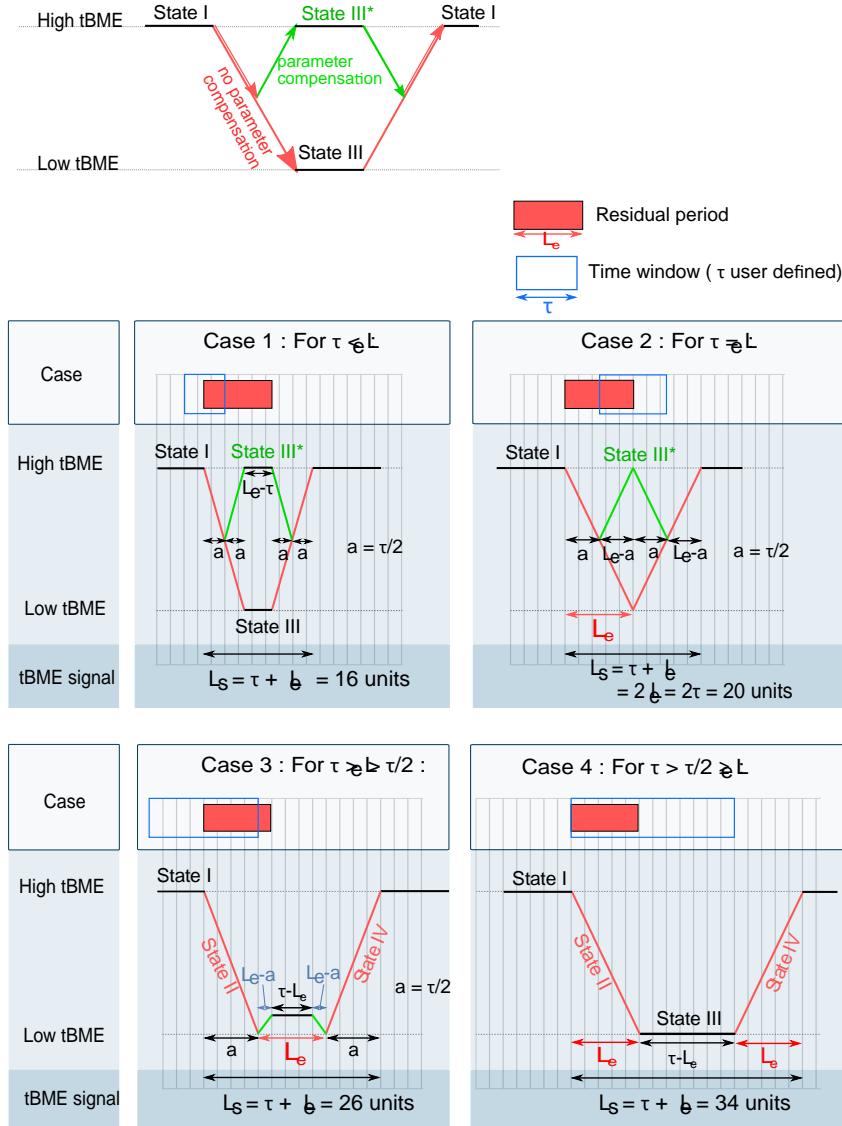 High tBME
State I
State III*
State I
parameter
compensation
no parameter
compensation
State III
Low tBME
Residual period
Le
Time window ( τ user defined)
τ
Case
Case 1 : For τ < Le
Case 2 : For τ = Le
High tBME
State I
State III*
Le-τ
a
a
a
a
a = τ/2
Low tBME
State III
State I
State III*
a
Le-a
a
Le-a
a = τ/2
Le
tBME signal
Ls = τ + Le = 16 units
Ls = τ + Le
= 2 Le = 2τ = 20 units
Case
Case 3 : For τ > Le > τ/2 :
Case 4 : For τ > τ/2 ≥ Le
High tBME
State I
State II
State IV
Le-a
Le-a
τ-Le
a = τ/2
Low tBME
a
Le
a
State I
State II
State IV
State III
Le
τ-Le
Le
tBME signal
Ls = τ + Le = 26 units
Ls = τ + Le = 34 units